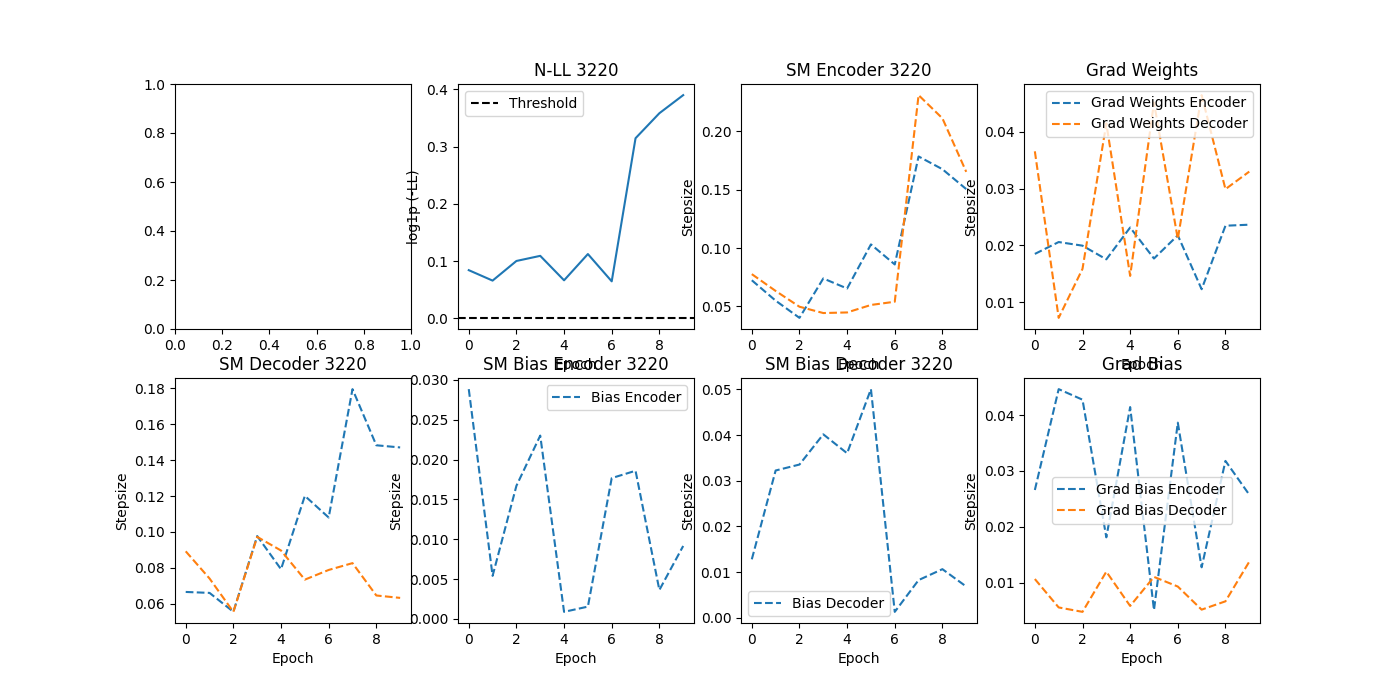 N-LL 3220
SM Encoder 3220
Grad Weights
1.0
0.8
0.6
0.4
0.2
0.0
0.0 0.2 0.4 0.6 0.8 1.0
log1p (-LL)
0.4
0.3
0.2
0.1
0.0
Threshold
0 2 4 6 8
Epoch
Stepsize
0.20
0.15
0.10
0.05
0 2 4 6 8
Epoch
Stepsize
0.04
0.03
0.02
0.01
Grad Weights Encoder
Grad Weights Decoder
0 2 4 6 8
Epoch
SM Decoder 3220
SM Bias Encoder 3220
SM Bias Decoder 3220
Grad Bias
Stepsize
0.18
0.16
0.14
0.12
0.10
0.08
0.06
0 2 4 6 8
Epoch
Stepsize
0.030
0.025
0.020
0.015
0.010
0.005
0.000
Bias Encoder
0 2 4 6 8
Epoch
Stepsize
0.05
0.04
0.03
0.02
0.01
0.00
Bias Decoder
0 2 4 6 8
Epoch
Stepsize
0.04
0.03
0.02
0.01
Grad Bias Encoder
Grad Bias Decoder
0 2 4 6 8
Epoch